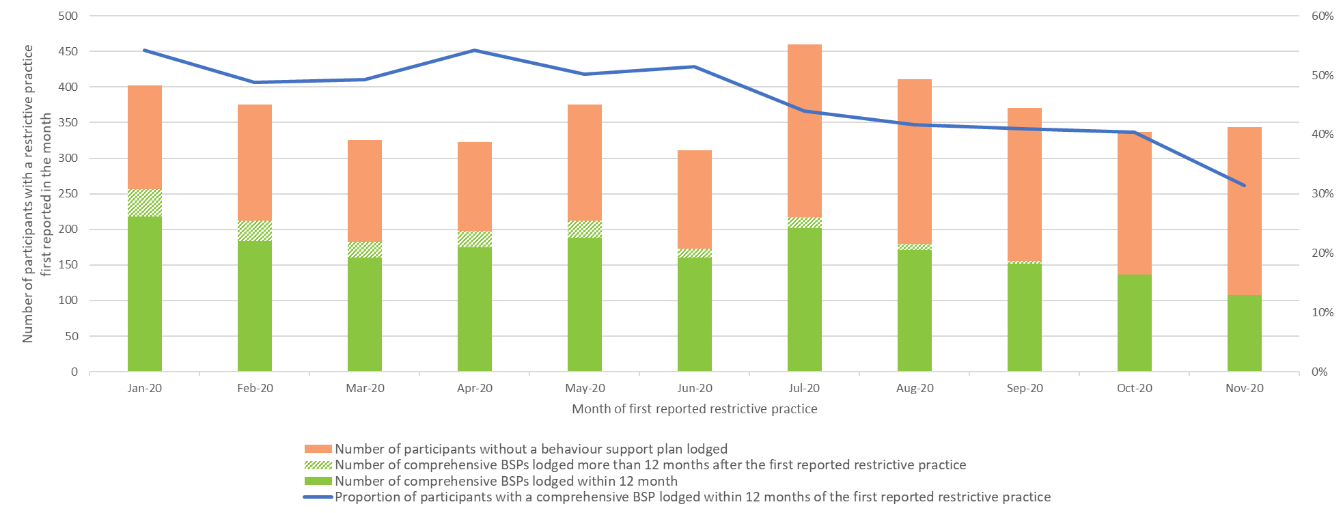 Number of participants with a restrictive practice
first reported in the month
500
450
400
350
300
250
200
150
100
50
0
60%
50%
40%
30%
20%
10%
0%
Jan-20
Feb-20
Mar-20
Apr-20
May-20
Jun-20
Jul-20
Aug-20
Sep-20
Oct-20
Nov-20
Month of first reported restrictive practice
Number of participants without a behaviour support plan lodged
Number of comprehensive BSPs lodged more than 12 months after the first reported restrictive practice
Number of comprehensive BSPs lodged within 12 month
Proportion of participants with a comprehensive BSP lodged within 12 months of the first reported restrictive practice